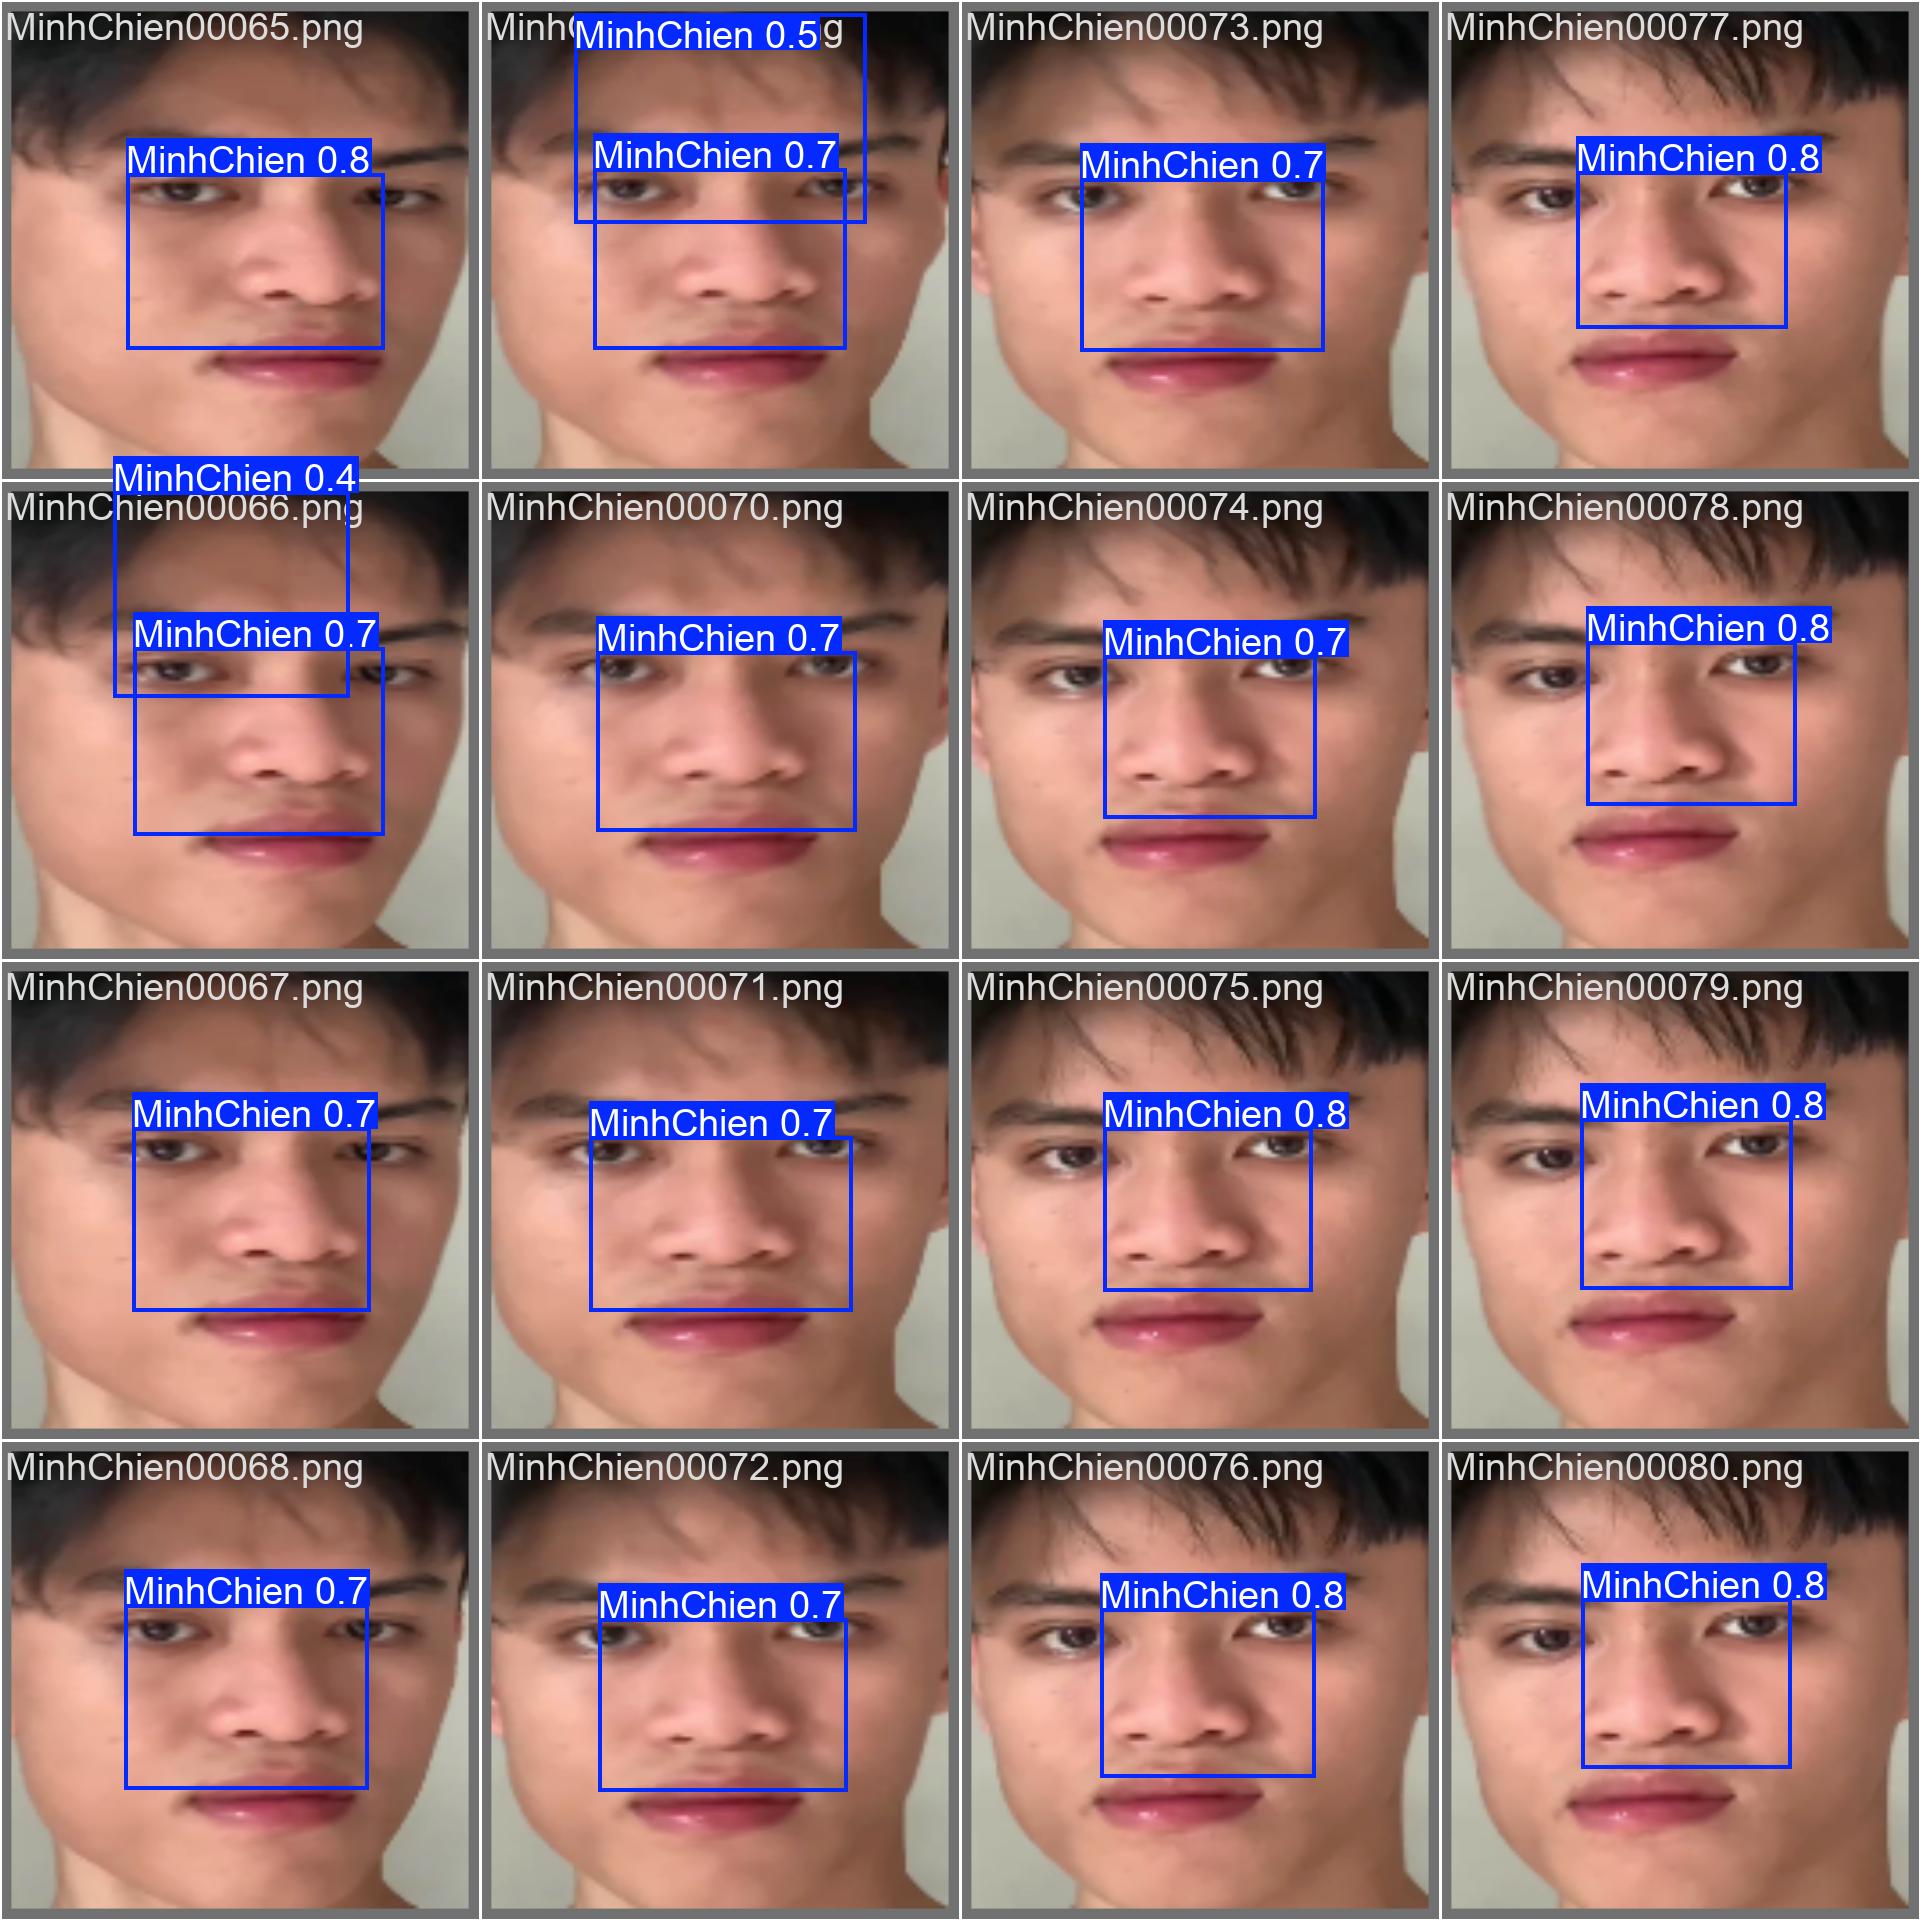 MinhChien00065.png
MinhChien 0.8
Minh
g
MinhChien 0.5
MinhChien 0.7
MinhChien00073.png
MinhChien 0.7
MinhChien00077.png
MinhChien 0.8
MinhChien00066.png
MinhChien 0.4
MinhChien 0.7
MinhChien00070.png
MinhChien 0.7
MinhChien00074.png
MinhChien 0.7
MinhChien00078.png
MinhChien 0.8
MinhChien00067.png
MinhChien 0.7
MinhChien00071.png
MinhChien 0.7
MinhChien00075.png
MinhChien 0.8
MinhChien00079.png
MinhChien 0.8
MinhChien00068.png
MinhChien 0.7
MinhChien00072.png
MinhChien 0.7
MinhChien00076.png
MinhChien 0.8
MinhChien00080.png
MinhChien 0.8